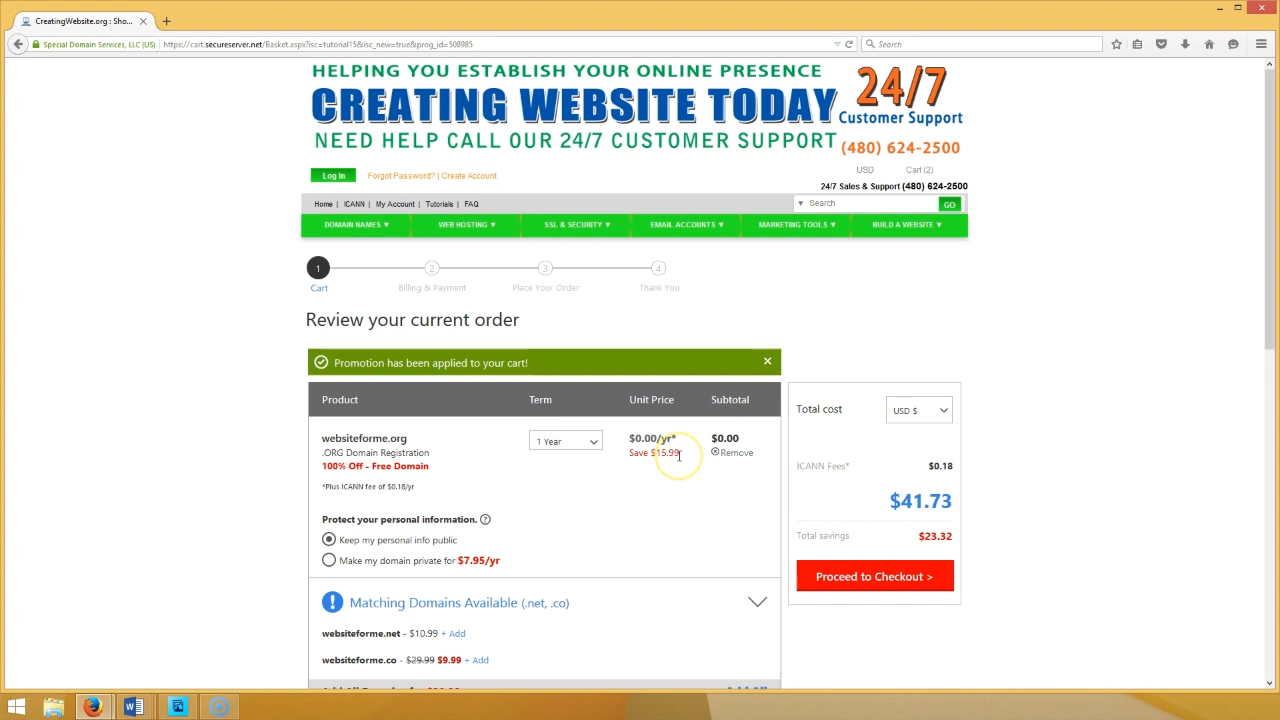 CreatingWebsite.org : Sho...
Special Domain Services, LLC (US)
https://cart.secureserver.net/Basket.aspx?isc=tutorial15&isc_new=true&prog_id=508985
Search
HELPING YOU ESTABLISH YOUR ONLINE PRESENCE
CREATING WEBSITE TODAY
NEED HELP CALL OUR 24/7 CUSTOMER SUPPORT
24/7
Customer Support
(480) 624-2500
Log In
Forgot Password? | Create Account
USD
Cart (2)
24/7 Sales & Support (480) 624-2500
Home | ICANN | My Account | Tutorials | FAQ
Search
GO
DOMAIN NAMES ▼ WEB HOSTING ▼ SSL & SECURITY ▼ EMAIL ACCOUNTS ▼ MARKETING TOOLS ▼ BUILD A WEBSITE ▼
1 2 3 4
Cart Billing & Payment Place Your Order Thank You
Review your current order
Promotion has been applied to your cart!
Product Term Unit Price Subtotal
websiteforme.org
.ORG Domain Registration
100% Off - Free Domain
*Plus ICANN fee of $0.18/yr
1 Year
$0.00/yr*
Save $15.99
$0.00
Remove
Protect your personal information. ?
Keep my personal info public
Make my domain private for $7.95/yr
Matching Domains Available (.net, .co)
websiteforme.net - $10.99 + Add
websiteforme.co - $29.99 $9.99 + Add
Total cost
USD $
ICANN Fees* $0.18
$41.73
Total savings $23.32
Proceed to Checkout >